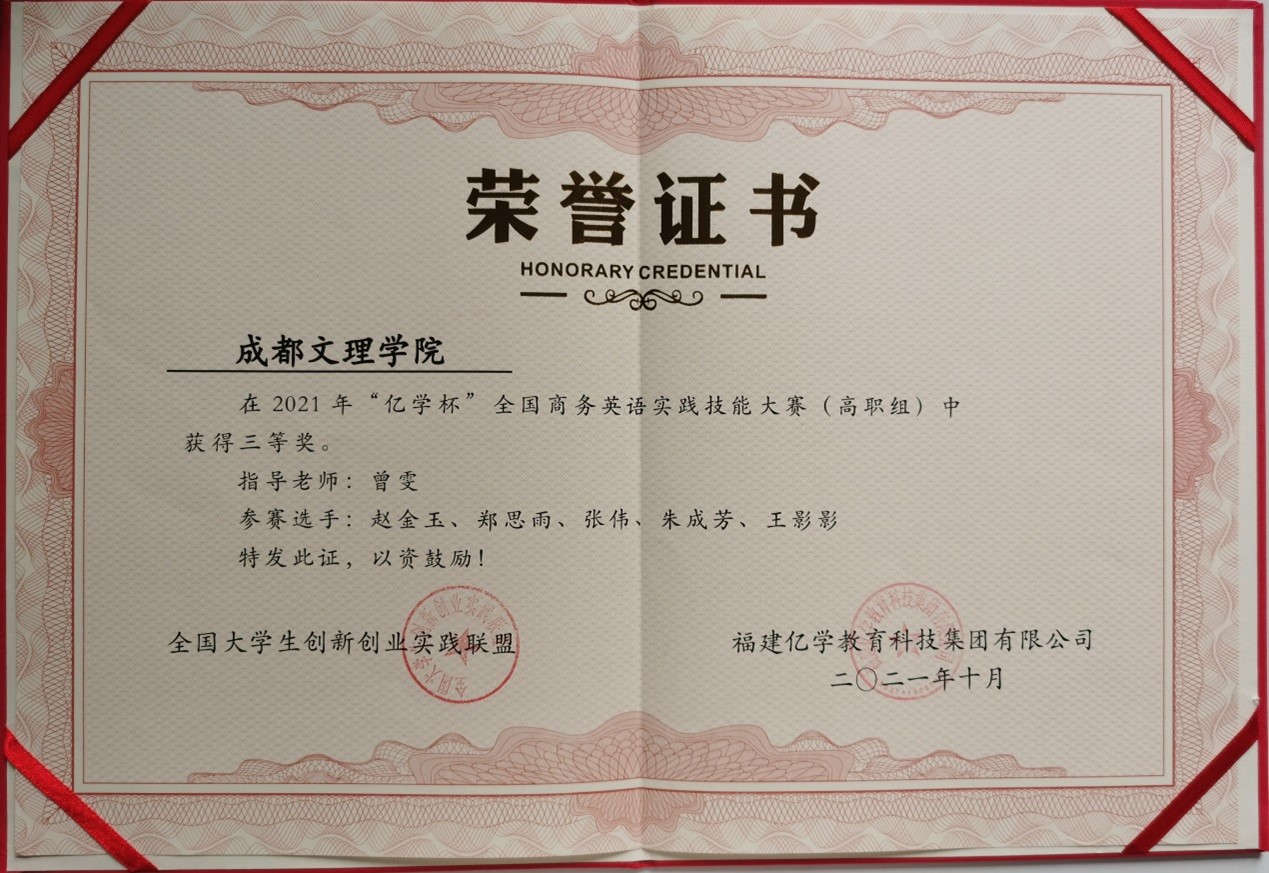 荣誉证书
HONORARY CREDENTIAL
成都文理学院
在 2021 年“亿学杯”全国商务英语实践技能大赛（高职组）中
获得三等奖。
指导老师：曾雯
参赛选手：赵金玉、郑思雨、张伟、朱成芳、王影影
特发此证，以资鼓励！
全国大学生创新创业实践联盟
福建亿学教育科技集团有限公司
二〇二一年十月